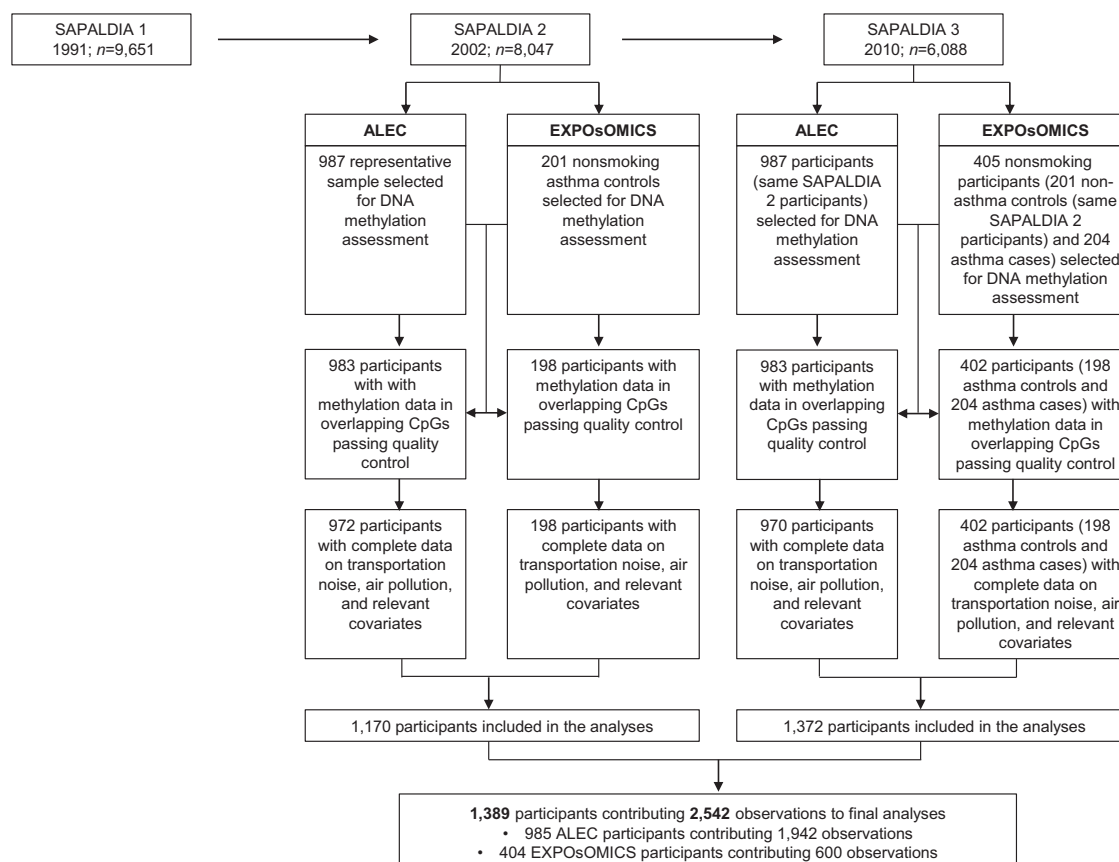 SAPALDIA 1
1991; n=9,651
SAPALDIA 2
2002; n=8,047
SAPALDIA 3
2010; n=6,088
ALEC
987 representative
sample selected
for DNA
methylation
assessment
EXPOsOMICS
201 nonsmoking
asthma controls
selected for DNA
methylation
assessment
ALEC
987 participants
(same SAPALDIA
2 participants)
selected for DNA
methylation
assessment
EXPOsOMICS
405 nonsmoking
participants (201 non-
asthma controls (same
SAPALDIA 2
participants) and 204
asthma cases) selected
for DNA methylation
assessment
983 participants
with with
methylation data in
overlapping CpGs
passing quality
control
198 participants with
methylation data in
overlapping CpGs
passing quality control
983 participants
with methylation
data in overlapping
CpGs passing
quality control
402 participants (198
asthma controls and
204 asthma cases) with
methylation data in
overlapping CpGs
passing quality control
972 participants
with complete data
on transportation
noise, air pollution,
and relevant
covariates
198 participants with
complete data on
transportation noise, air
pollution, and relevant
covariates
970 participants
with complete data
on transportation
noise, air pollution,
and relevant
covariates
402 participants (198
asthma controls and
204 asthma cases) with
complete data on
transportation noise, air
pollution, and relevant
covariates
1,170 participants included in the analyses
1,372 participants included in the analyses
1,389 participants contributing 2,542 observations to final analyses
• 985 ALEC participants contributing 1,942 observations
• 404 EXPOsOMICS participants contributing 600 observations